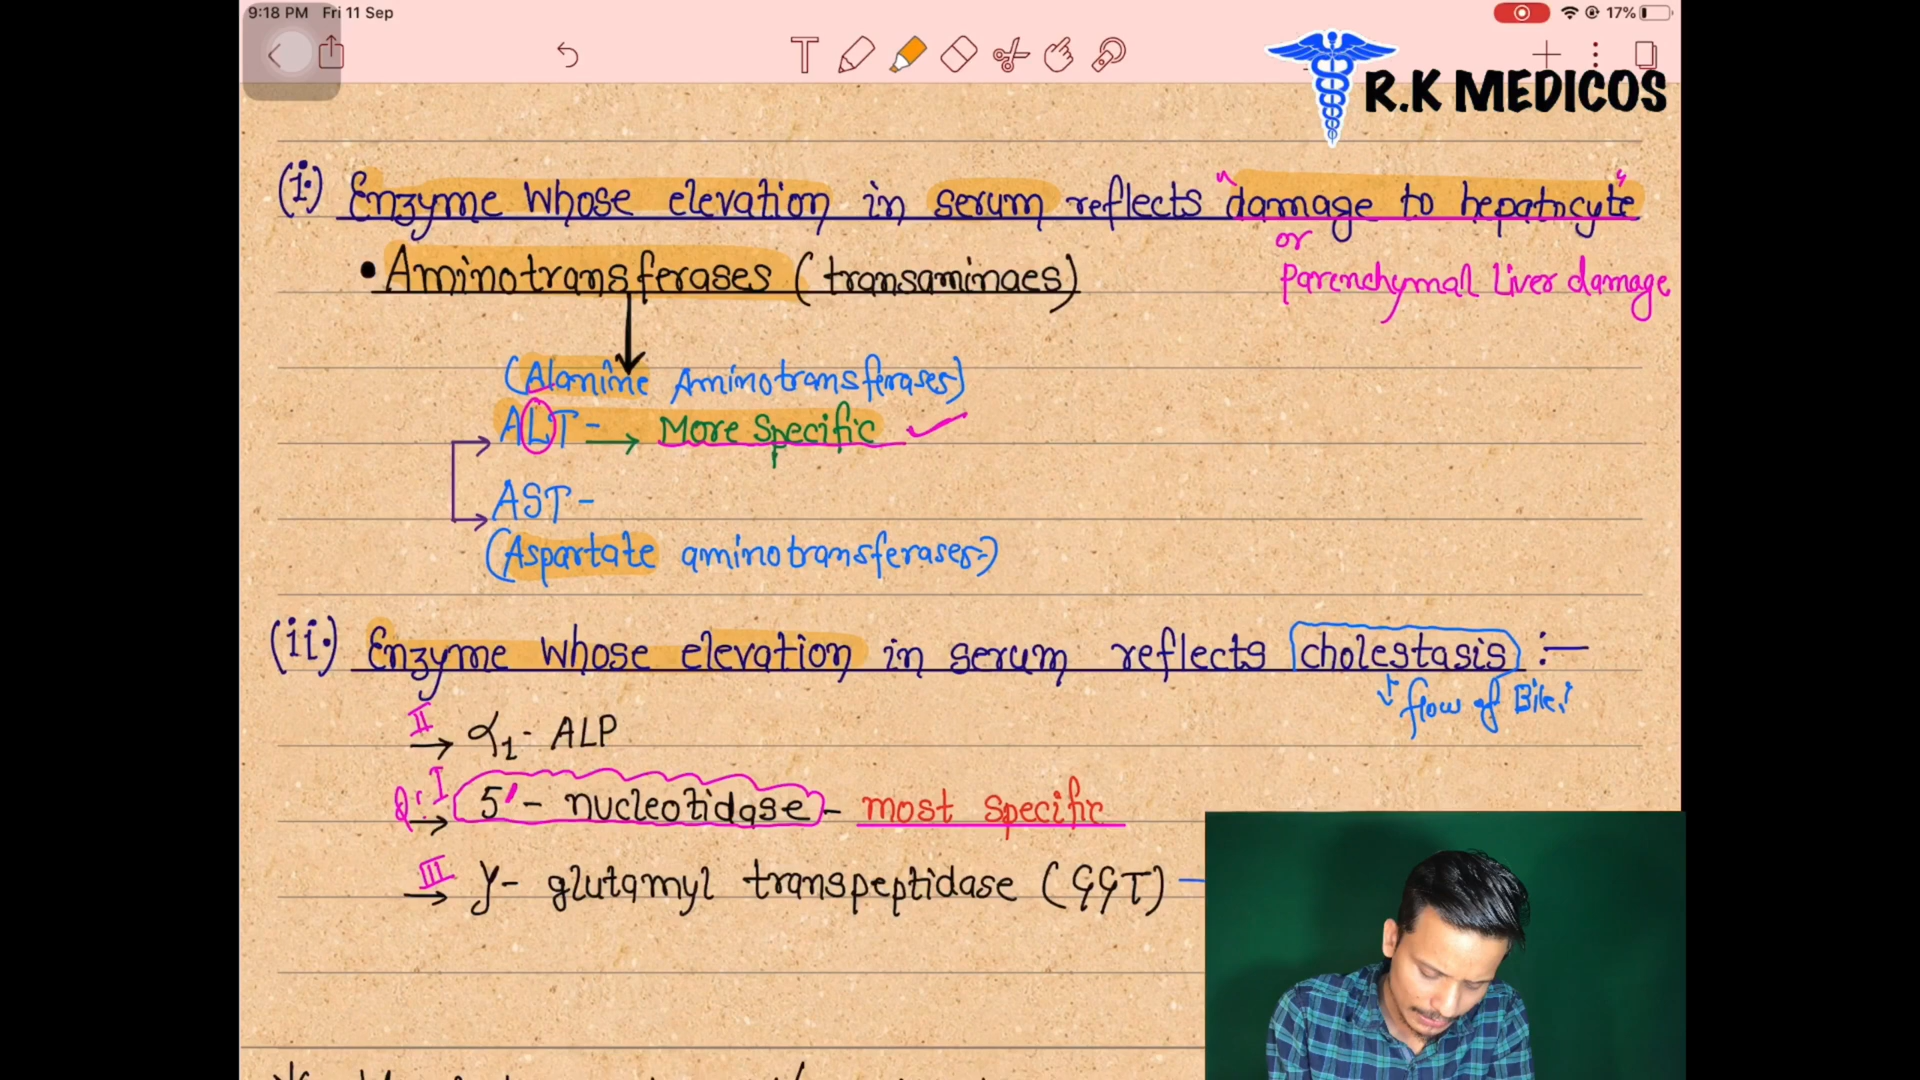 9:18 PM Fri 11 Sep
17%
R.K MEDICOS
(i.) Enzyme whose elevation in serum reflects "damage to hepatocyte"
or
Parenchymal Liver damage
• Aminotransferases (transaminaes)
(Alanine Aminotransferases)
ALT - → More Specific ✓
AST -
(Aspartate aminotransferases-)
(ii.) Enzyme whose elevation in serum reflects cholestasis :-
↓ flow of Bile
II → α1 - ALP
Q. I → 5' - nucleotidase - most specific
III → γ - glutamyl transpeptidase (GGT) -